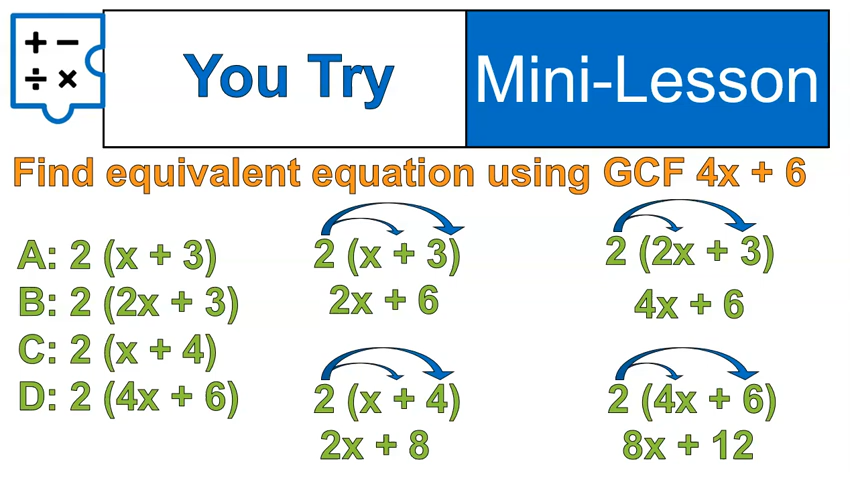 + −
÷ ×
You Try
Mini-Lesson
Find equivalent equation using GCF 4x + 6
A: 2 (x + 3)
B: 2 (2x + 3)
C: 2 (x + 4)
D: 2 (4x + 6)
2 (x + 3)
2x + 6
2 (2x + 3)
4x + 6
2 (x + 4)
2x + 8
2 (4x + 6)
8x + 12